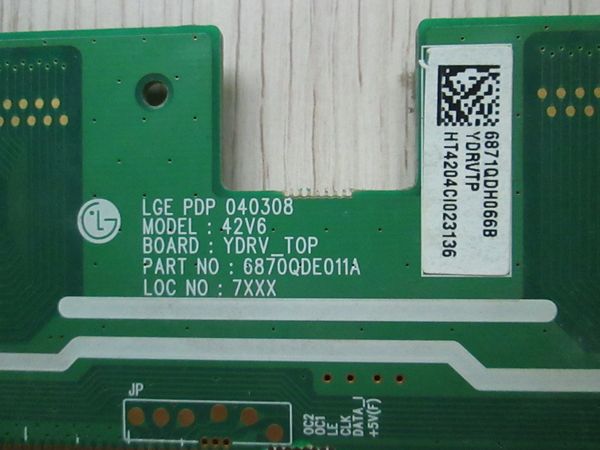 LGE PDP 040308
MODEL : 42V6
BOARD : YDRV_TOP
PART NO : 6870QDE011A
LOC NO : 7XXX
LG
6871QDH066B
YDRVTP
HT4204CI023136
JP
OC2
OC1
LE
CLK
DATA_I
+5V(F)